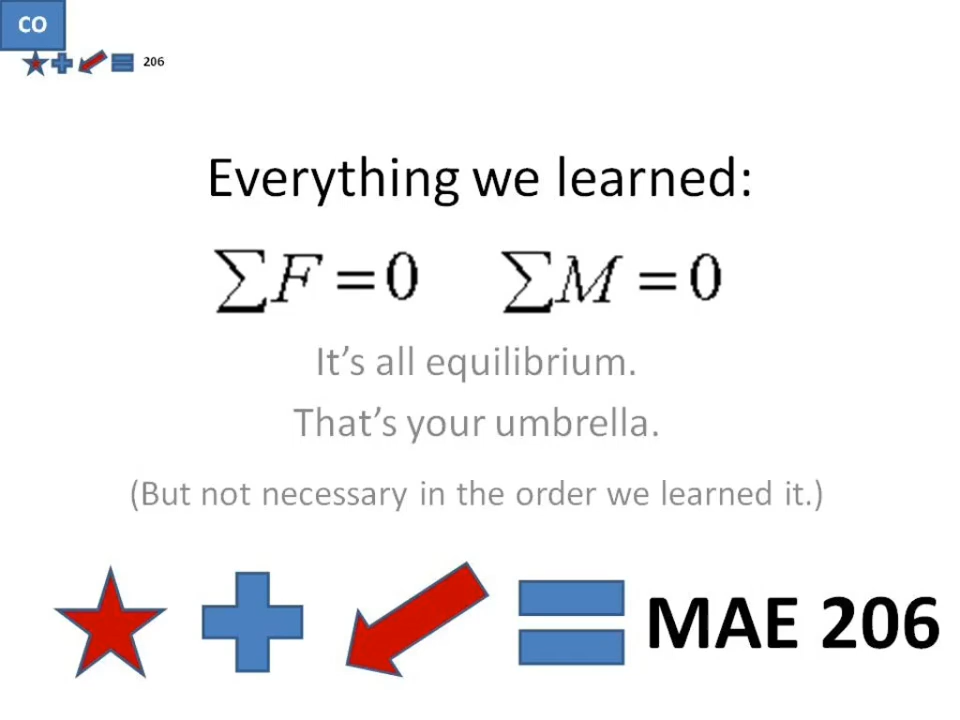 CO
206
Everything we learned:
∑F = 0 ∑M = 0
It’s all equilibrium.
That’s your umbrella.
(But not necessary in the order we learned it.)
MAE 206